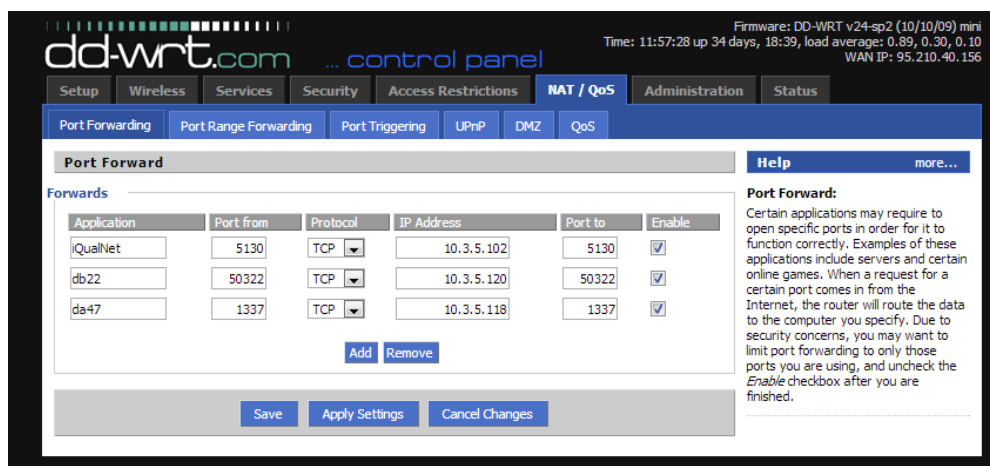 Firmware: DD-WRT v24-sp2 (10/10/09) mini
Time: 11:57:28 up 34 days, 18:39, load average: 0.89, 0.30, 0.10
WAN IP: 95.210.40.156
dd-wrt.com ... control panel
Setup Wireless Services Security Access Restrictions NAT / QoS Administration Status
Port Forwarding Port Range Forwarding Port Triggering UPnP DMZ QoS
Port Forward
Forwards
Application Port from Protocol IP Address Port to Enable
iQualNet 5130 TCP 10.3.5.102 5130
db22 50322 TCP 10.3.5.120 50322
da47 1337 TCP 10.3.5.118 1337
Add Remove
Save Apply Settings Cancel Changes
Help more...
Port Forward:
Certain applications may require to
open specific ports in order for it to
function correctly. Examples of these
applications include servers and certain
online games. When a request for a
certain port comes in from the
Internet, the router will route the data
to the computer you specify. Due to
security concerns, you may want to
limit port forwarding to only those
ports you are using, and uncheck the
Enable checkbox after you are
finished.